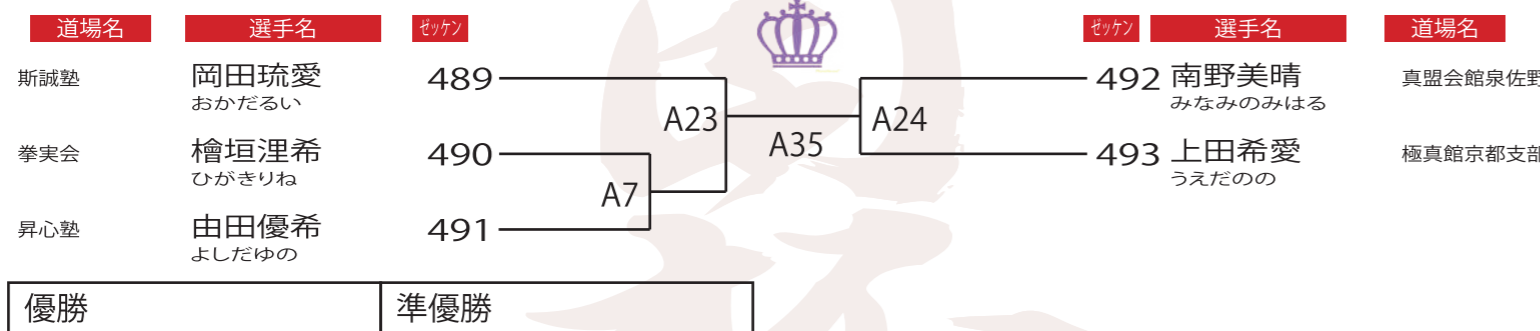 道場名 選手名 ゼッケン ゼッケン 選手名 道場名
斯誠塾 岡田琉愛 489 492 南野美晴 真盟会館泉佐野
おかだるい みなみのみはる
A23 A35 A24
拳実会 檜垣浬希 490 493 上田希愛 極真館京都支部
ひがきりね うえだのの
A7
昇心塾 由田優希 491
よしだゆの
優勝 準優勝